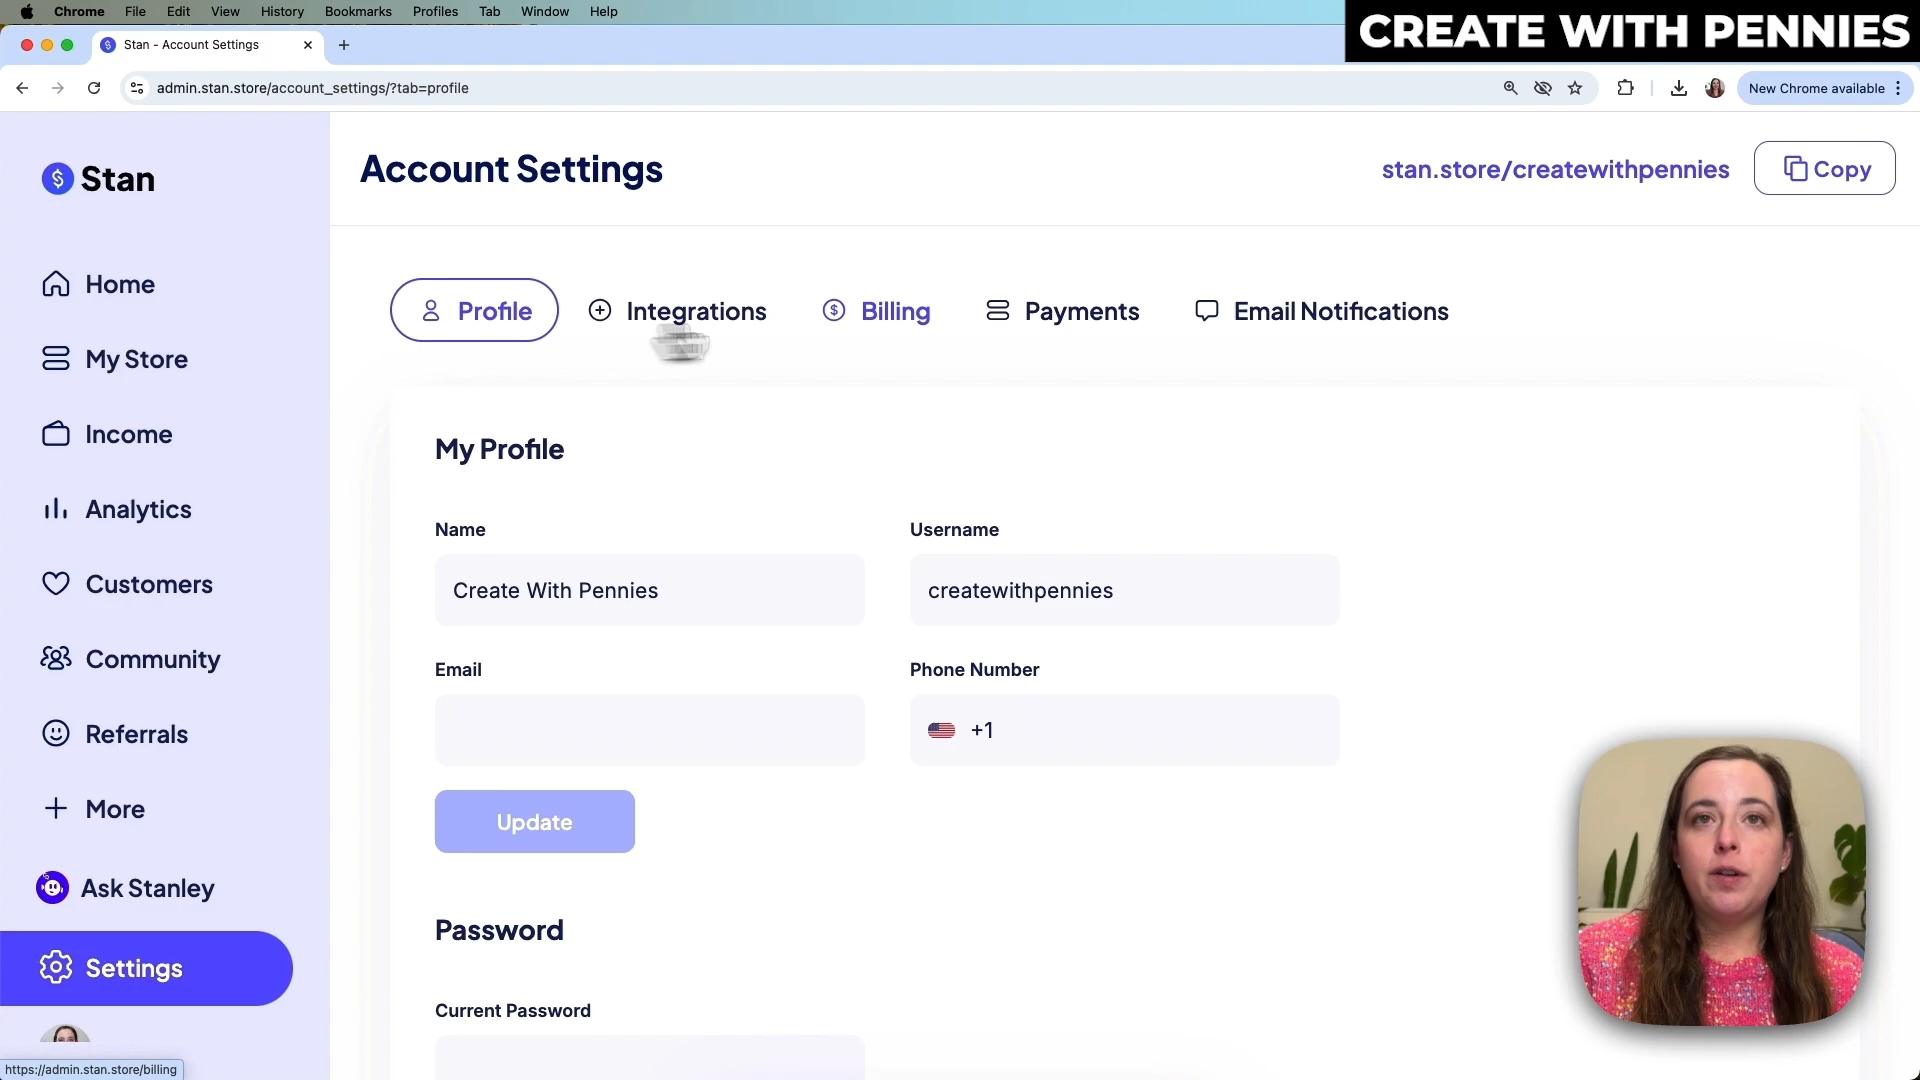 Chrome File Edit View History Bookmarks Profiles Tab Window Help
CREATE WITH PENNIES
Stan - Account Settings
admin.stan.store/account_settings/?tab=profile
New Chrome available
Stan
Account Settings
stan.store/createwithpennies
Copy
Home
My Store
Income
Analytics
Customers
Community
Referrals
More
Ask Stanley
Settings
Profile
Integrations
Billing
Payments
Email Notifications
My Profile
Name
Username
Create With Pennies
createwithpennies
Email
Phone Number
+1
Update
Password
Current Password
https://admin.stan.store/billing